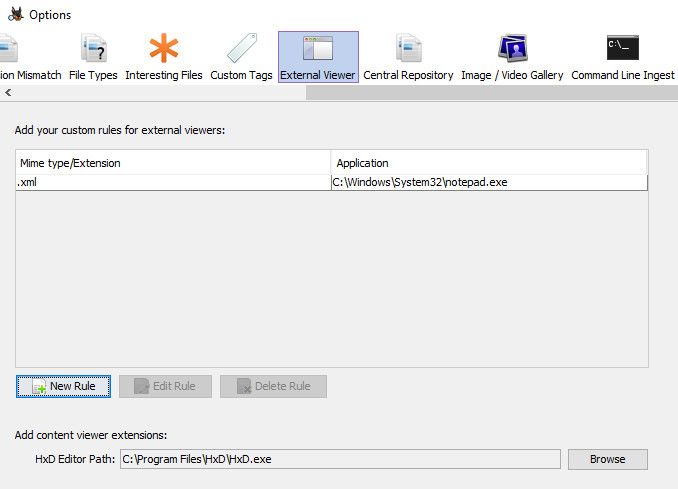 Options
C:\_
ion Mismatch File Types Interesting Files Custom Tags External Viewer Central Repository Image / Video Gallery Command Line Ingest
Add your custom rules for external viewers:
Mime type/Extension Application
.xml C:\Windows\System32\notepad.exe
New Rule Edit Rule Delete Rule
Add content viewer extensions:
HxD Editor Path: C:\Program Files\HxD\HxD.exe Browse